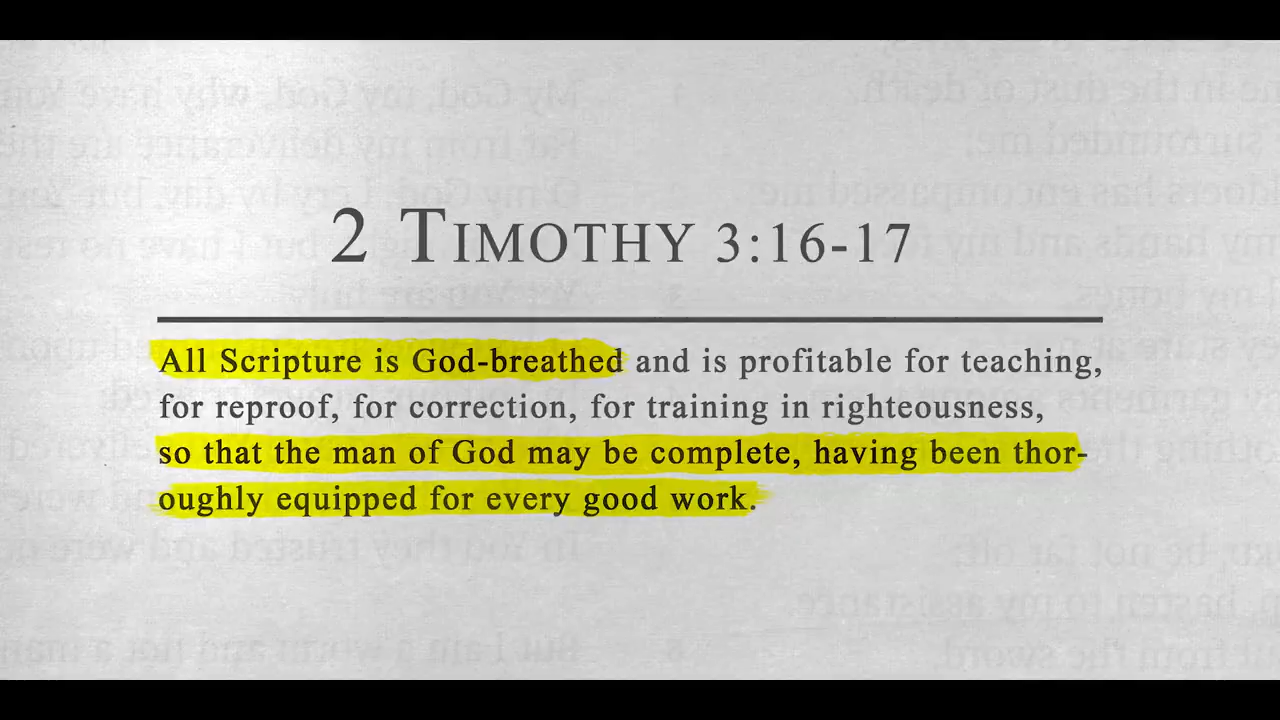 2 TIMOTHY 3:16-17
All Scripture is God-breathed and is profitable for teaching,
for reproof, for correction, for training in righteousness,
so that the man of God may be complete, having been thor-
oughly equipped for every good work.